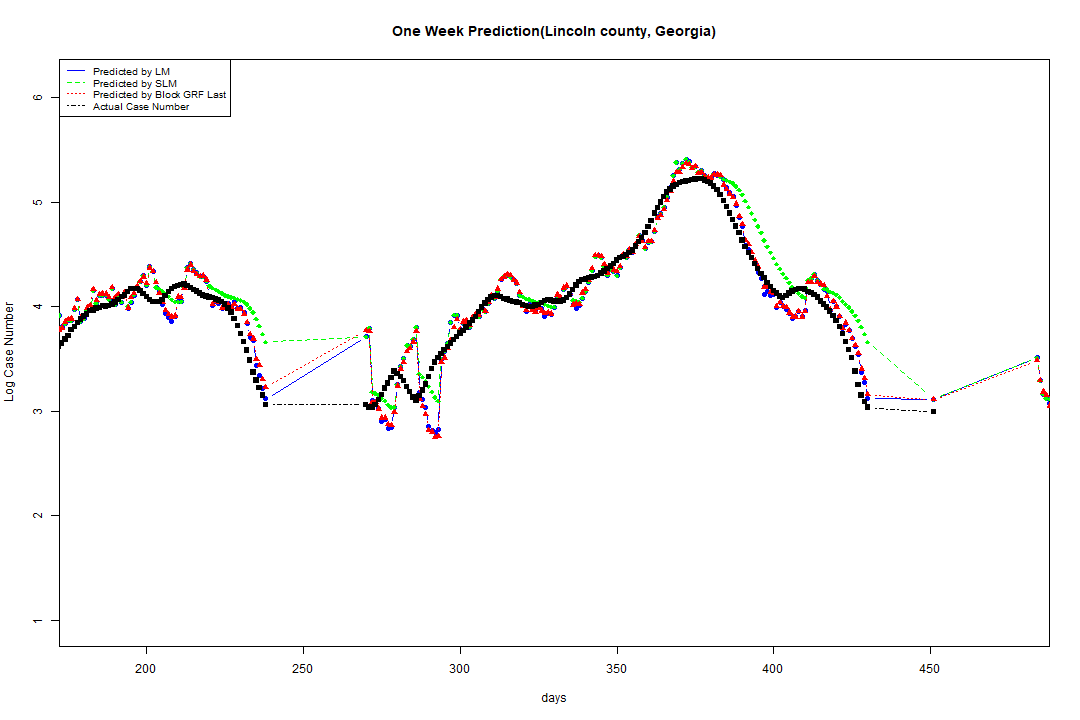 One Week Prediction(Lincoln county, Georgia)
Predicted by LM
Predicted by SLM
Predicted by Block GRF Last
Actual Case Number
Log Case Number
6
5
4
3
2
1
200 250 300 350 400 450
days